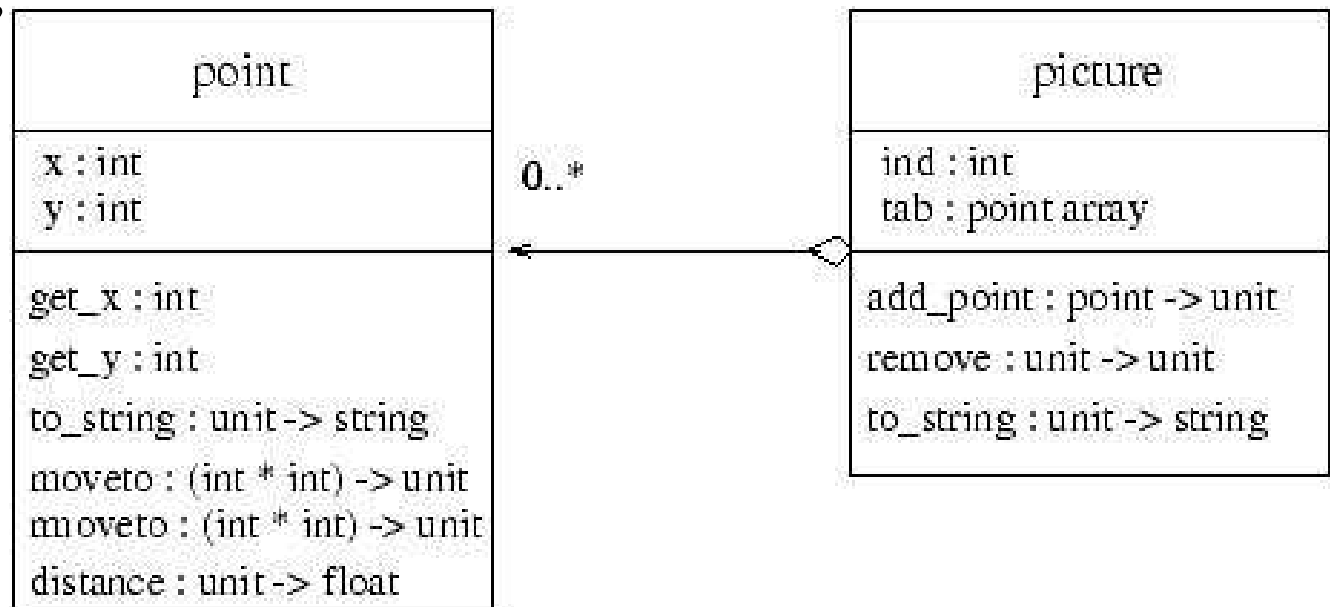 point
x : int
y : int
get_x : int
get_y : int
to_string : unit -> string
moveto : (int * int) -> unit
rmoveto : (int * int) -> unit
distance : unit -> float
0..*
picture
ind : int
tab : point array
add_point : point -> unit
remove : unit -> unit
to_string : unit -> string